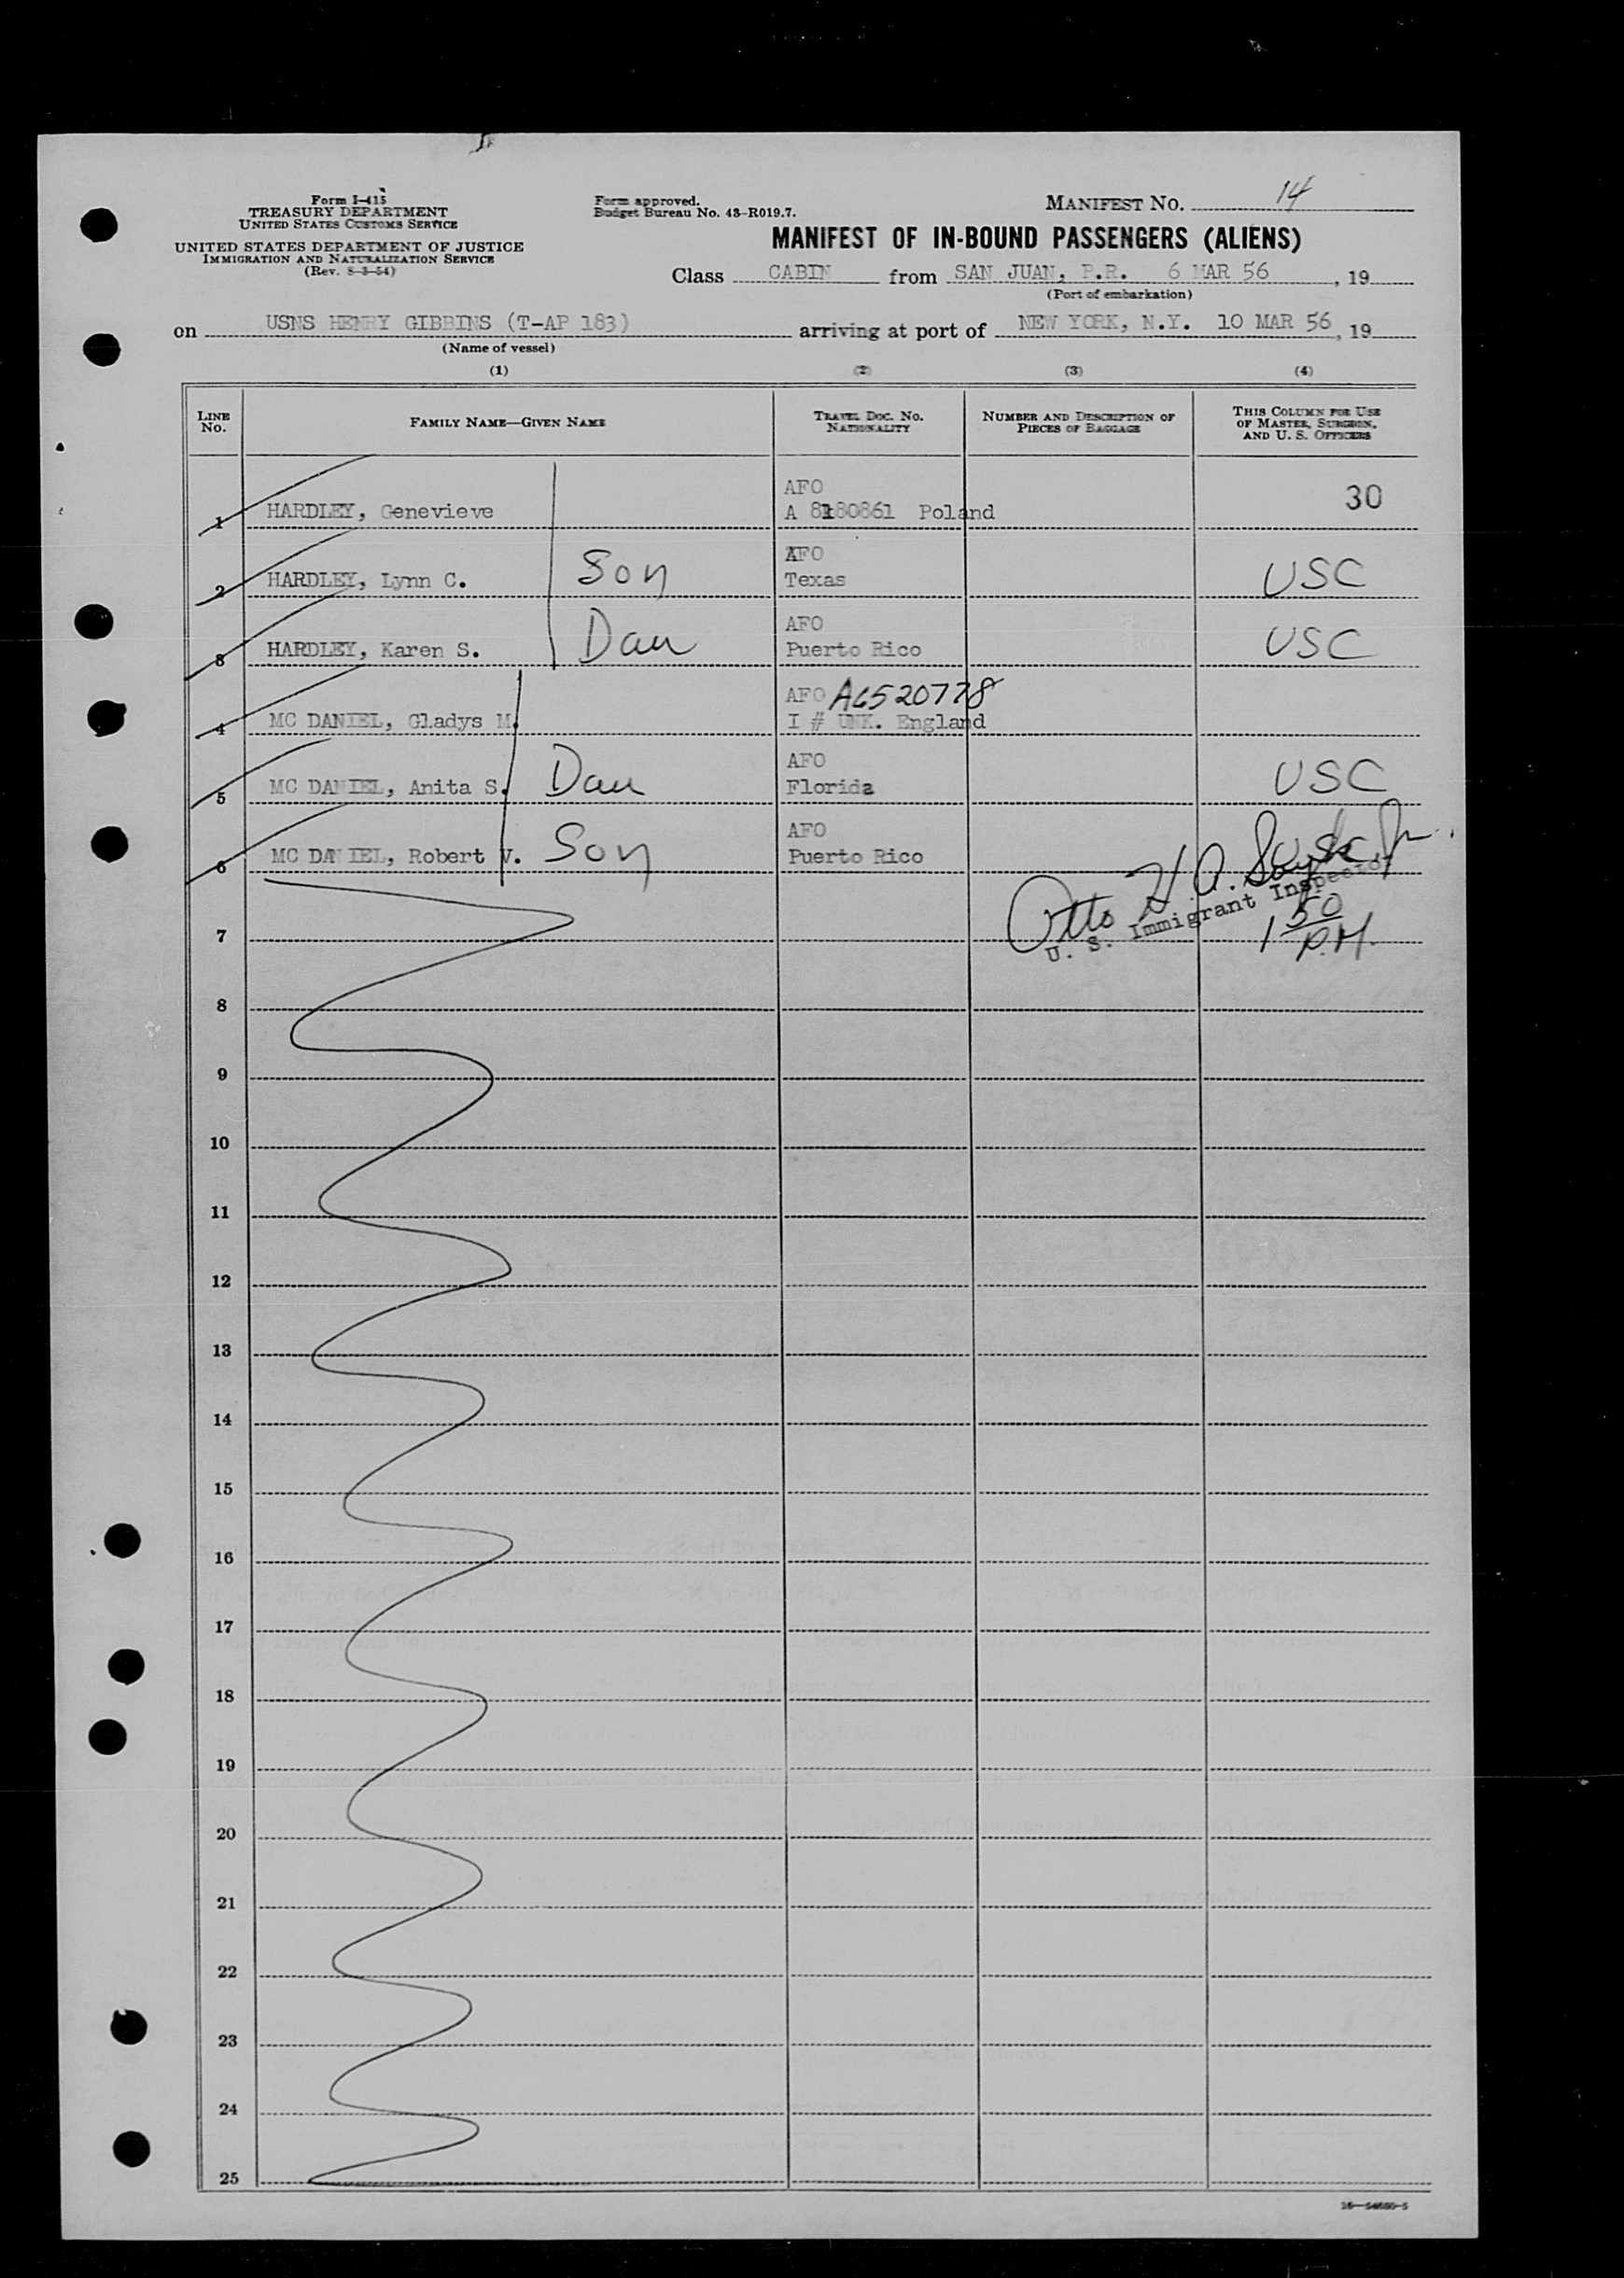 Form I-415
TREASURY DEPARTMENT
UNITED STATES CUSTOMS SERVICE
UNITED STATES DEPARTMENT OF JUSTICE
IMMIGRATION AND NATURALIZATION SERVICE
(Rev. 8-3-54)
Form approved.
Budget Bureau No. 43-R019.7.
MANIFEST NO. 14
MANIFEST OF IN-BOUND PASSENGERS (ALIENS)
Class CABIN from SAN JUAN, P.R. 6 MAR 56, 19
(Port of embarkation)
on USNS HENRY GIBBINS (T-AP 183) arriving at port of NEW YORK, N.Y. 10 MAR 56, 19
(Name of vessel)
(1) (2) (3) (4)
LINE NO. FAMILY NAME—GIVEN NAME TRAVEL DOC. NO. NATIONALITY NUMBER AND DESCRIPTION OF PIECES OF BAGGAGE THIS COLUMN FOR USE OF MASTER, SURGEON, AND U. S. OFFICERS
AFO
1 HARDLEY, Genevieve A 8180861 Poland 30
AFO
2 HARDLEY, Lynn C. Son Texas USC
AFO
3 HARDLEY, Karen S. Dau Puerto Rico USC
AFO A6520778
4 MC DANIEL, Gladys M. I # UNK. England
AFO
5 MC DANIEL, Anita S. Dau Florida USC
AFO
6 MC DANIEL, Robert V. Son Puerto Rico USC
Otto H A.
U. S. Immigrant Inspector
7 1 50 P.M.
8
9
10
11
12
13
14
15
16
17
18
19
20
21
22
23
24
25